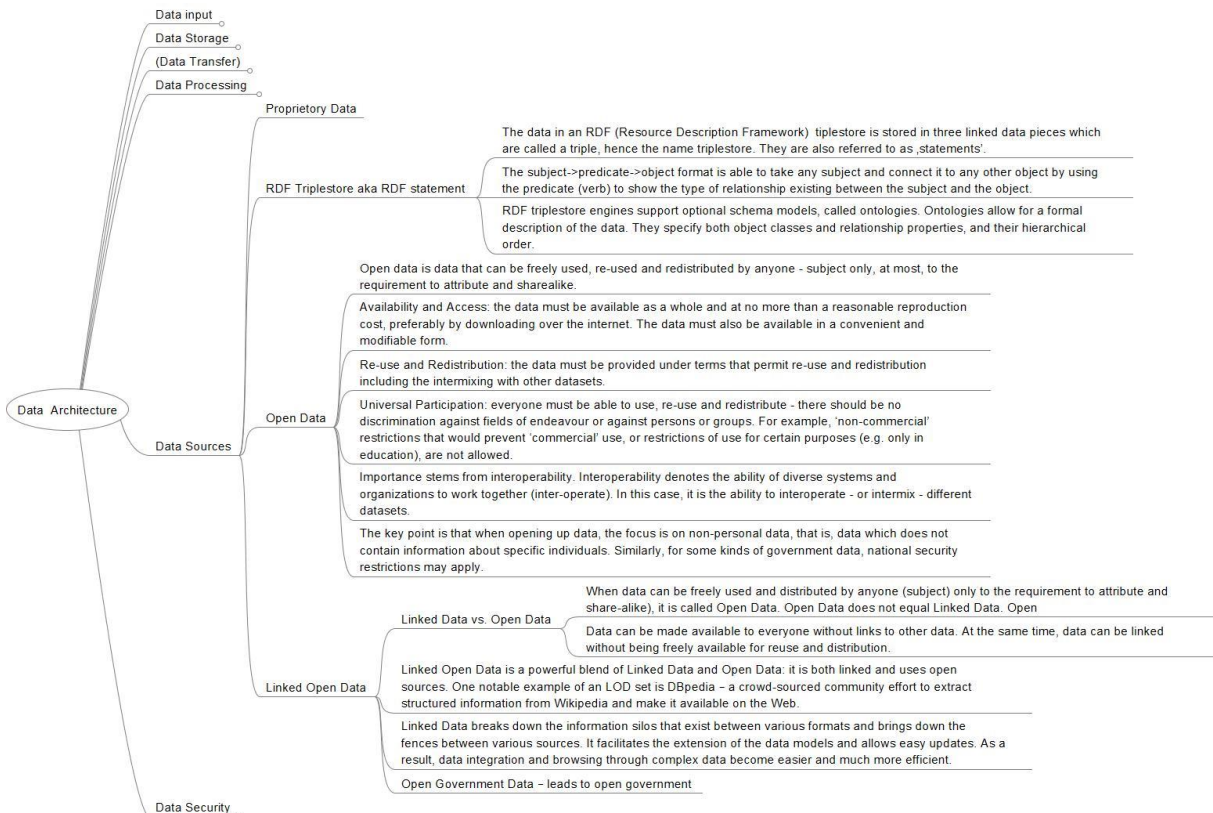 Data input
Data Storage
(Data Transfer)
Data Processing
Proprietory Data
The data in an RDF (Resource Description Framework)  tiplestore is stored in three linked data pieces which
are called a triple, hence the name triplestore. They are also referred to as ‚statements’.
RDF Triplestore aka RDF statement
The subject->predicate->object format is able to take any subject and connect it to any other object by using
the predicate (verb) to show the type of relationship existing between the subject and the object.
RDF triplestore engines support optional schema models, called ontologies. Ontologies allow for a formal
description of the data. They specify both object classes and relationship properties, and their hierarchical
order.
Open data is data that can be freely used, re-used and redistributed by anyone - subject only, at most, to the
requirement to attribute and sharealike.
Availability and Access: the data must be available as a whole and at no more than a reasonable reproduction
cost, preferably by downloading over the internet. The data must also be available in a convenient and
modifiable form.
Re-use and Redistribution: the data must be provided under terms that permit re-use and redistribution
including the intermixing with other datasets.
Data  Architecture
Data Sources
Open Data
Universal Participation: everyone must be able to use, re-use and redistribute - there should be no
discrimination against fields of endeavour or against persons or groups. For example, ‘non-commercial’
restrictions that would prevent ‘commercial’ use, or restrictions of use for certain purposes (e.g. only in
education), are not allowed.
Importance stems from interoperability. Interoperability denotes the ability of diverse systems and
organizations to work together (inter-operate). In this case, it is the ability to interoperate - or intermix - different
datasets.
The key point is that when opening up data, the focus is on non-personal data, that is, data which does not
contain information about specific individuals. Similarly, for some kinds of government data, national security
restrictions may apply.
Linked Data vs. Open Data
When data can be freely used and distributed by anyone (subject) only to the requirement to attribute and
share-alike), it is called Open Data. Open Data does not equal Linked Data. Open
Data can be made available to everyone without links to other data. At the same time, data can be linked
without being freely available for reuse and distribution.
Linked Open Data
Linked Open Data is a powerful blend of Linked Data and Open Data: it is both linked and uses open
sources. One notable example of an LOD set is DBpedia – a crowd-sourced community effort to extract
structured information from Wikipedia and make it available on the Web.
Linked Data breaks down the information silos that exist between various formats and brings down the
fences between various sources. It facilitates the extension of the data models and allows easy updates. As a
result, data integration and browsing through complex data become easier and much more efficient.
Open Government Data – leads to open government
Data Security